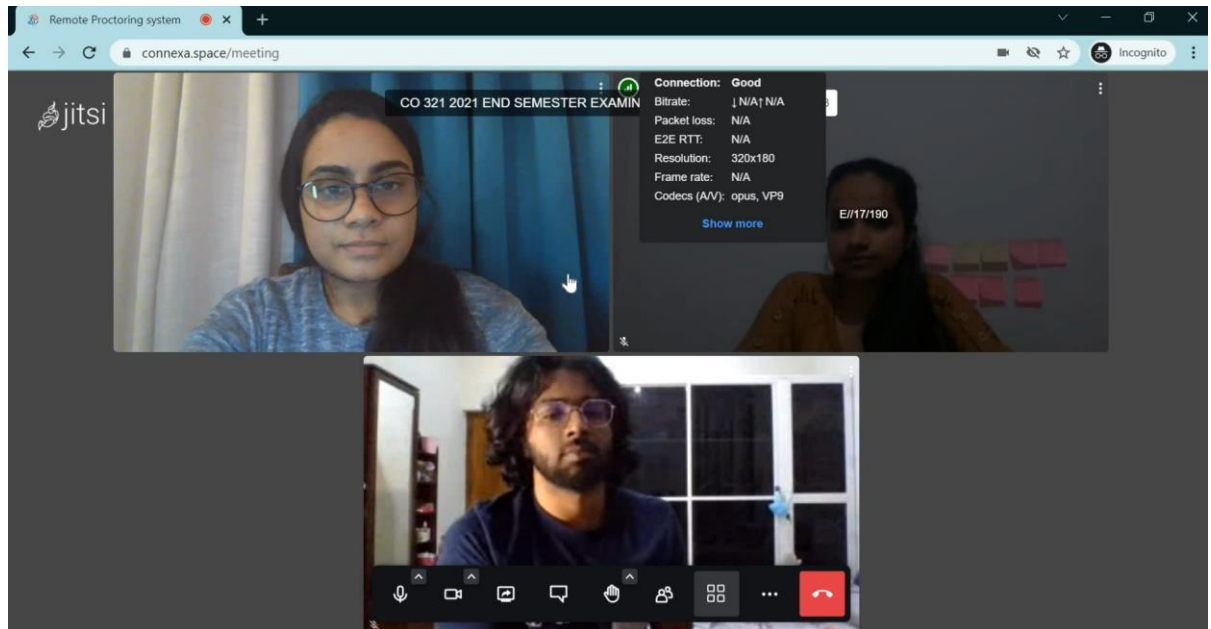 Remote Proctoring system
connexa.space/meeting
Incognito
jitsi
CO 321 2021 END SEMESTER EXAMIN
Connection: Good
Bitrate: ↓N/A↑N/A
Packet loss: N/A
E2E RTT: N/A
Resolution: 320x180
Frame rate: N/A
Codecs (A/V): opus, VP9
Show more
E//17/190